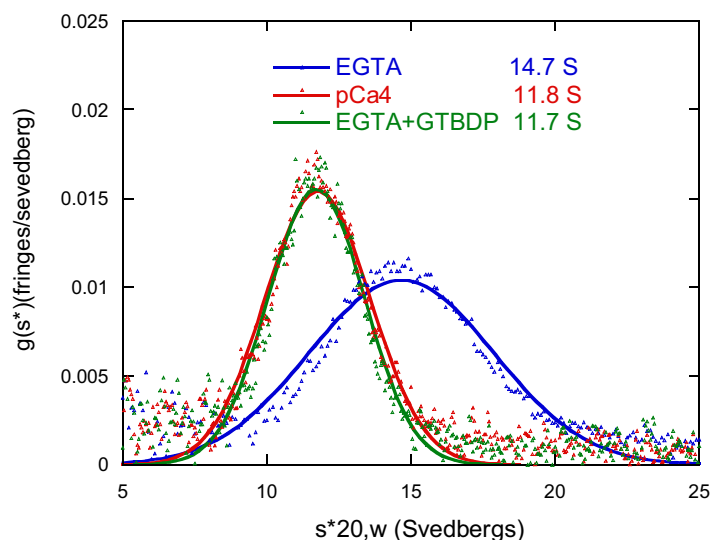 0.025
0.02
0.015
0.01
0.005
0
g(s*)(fringes/sevedberg)
EGTA 14.7 S
pCa4 11.8 S
EGTA+GTBDP 11.7 S
5 10 15 20 25
s*20,w (Svedbergs)